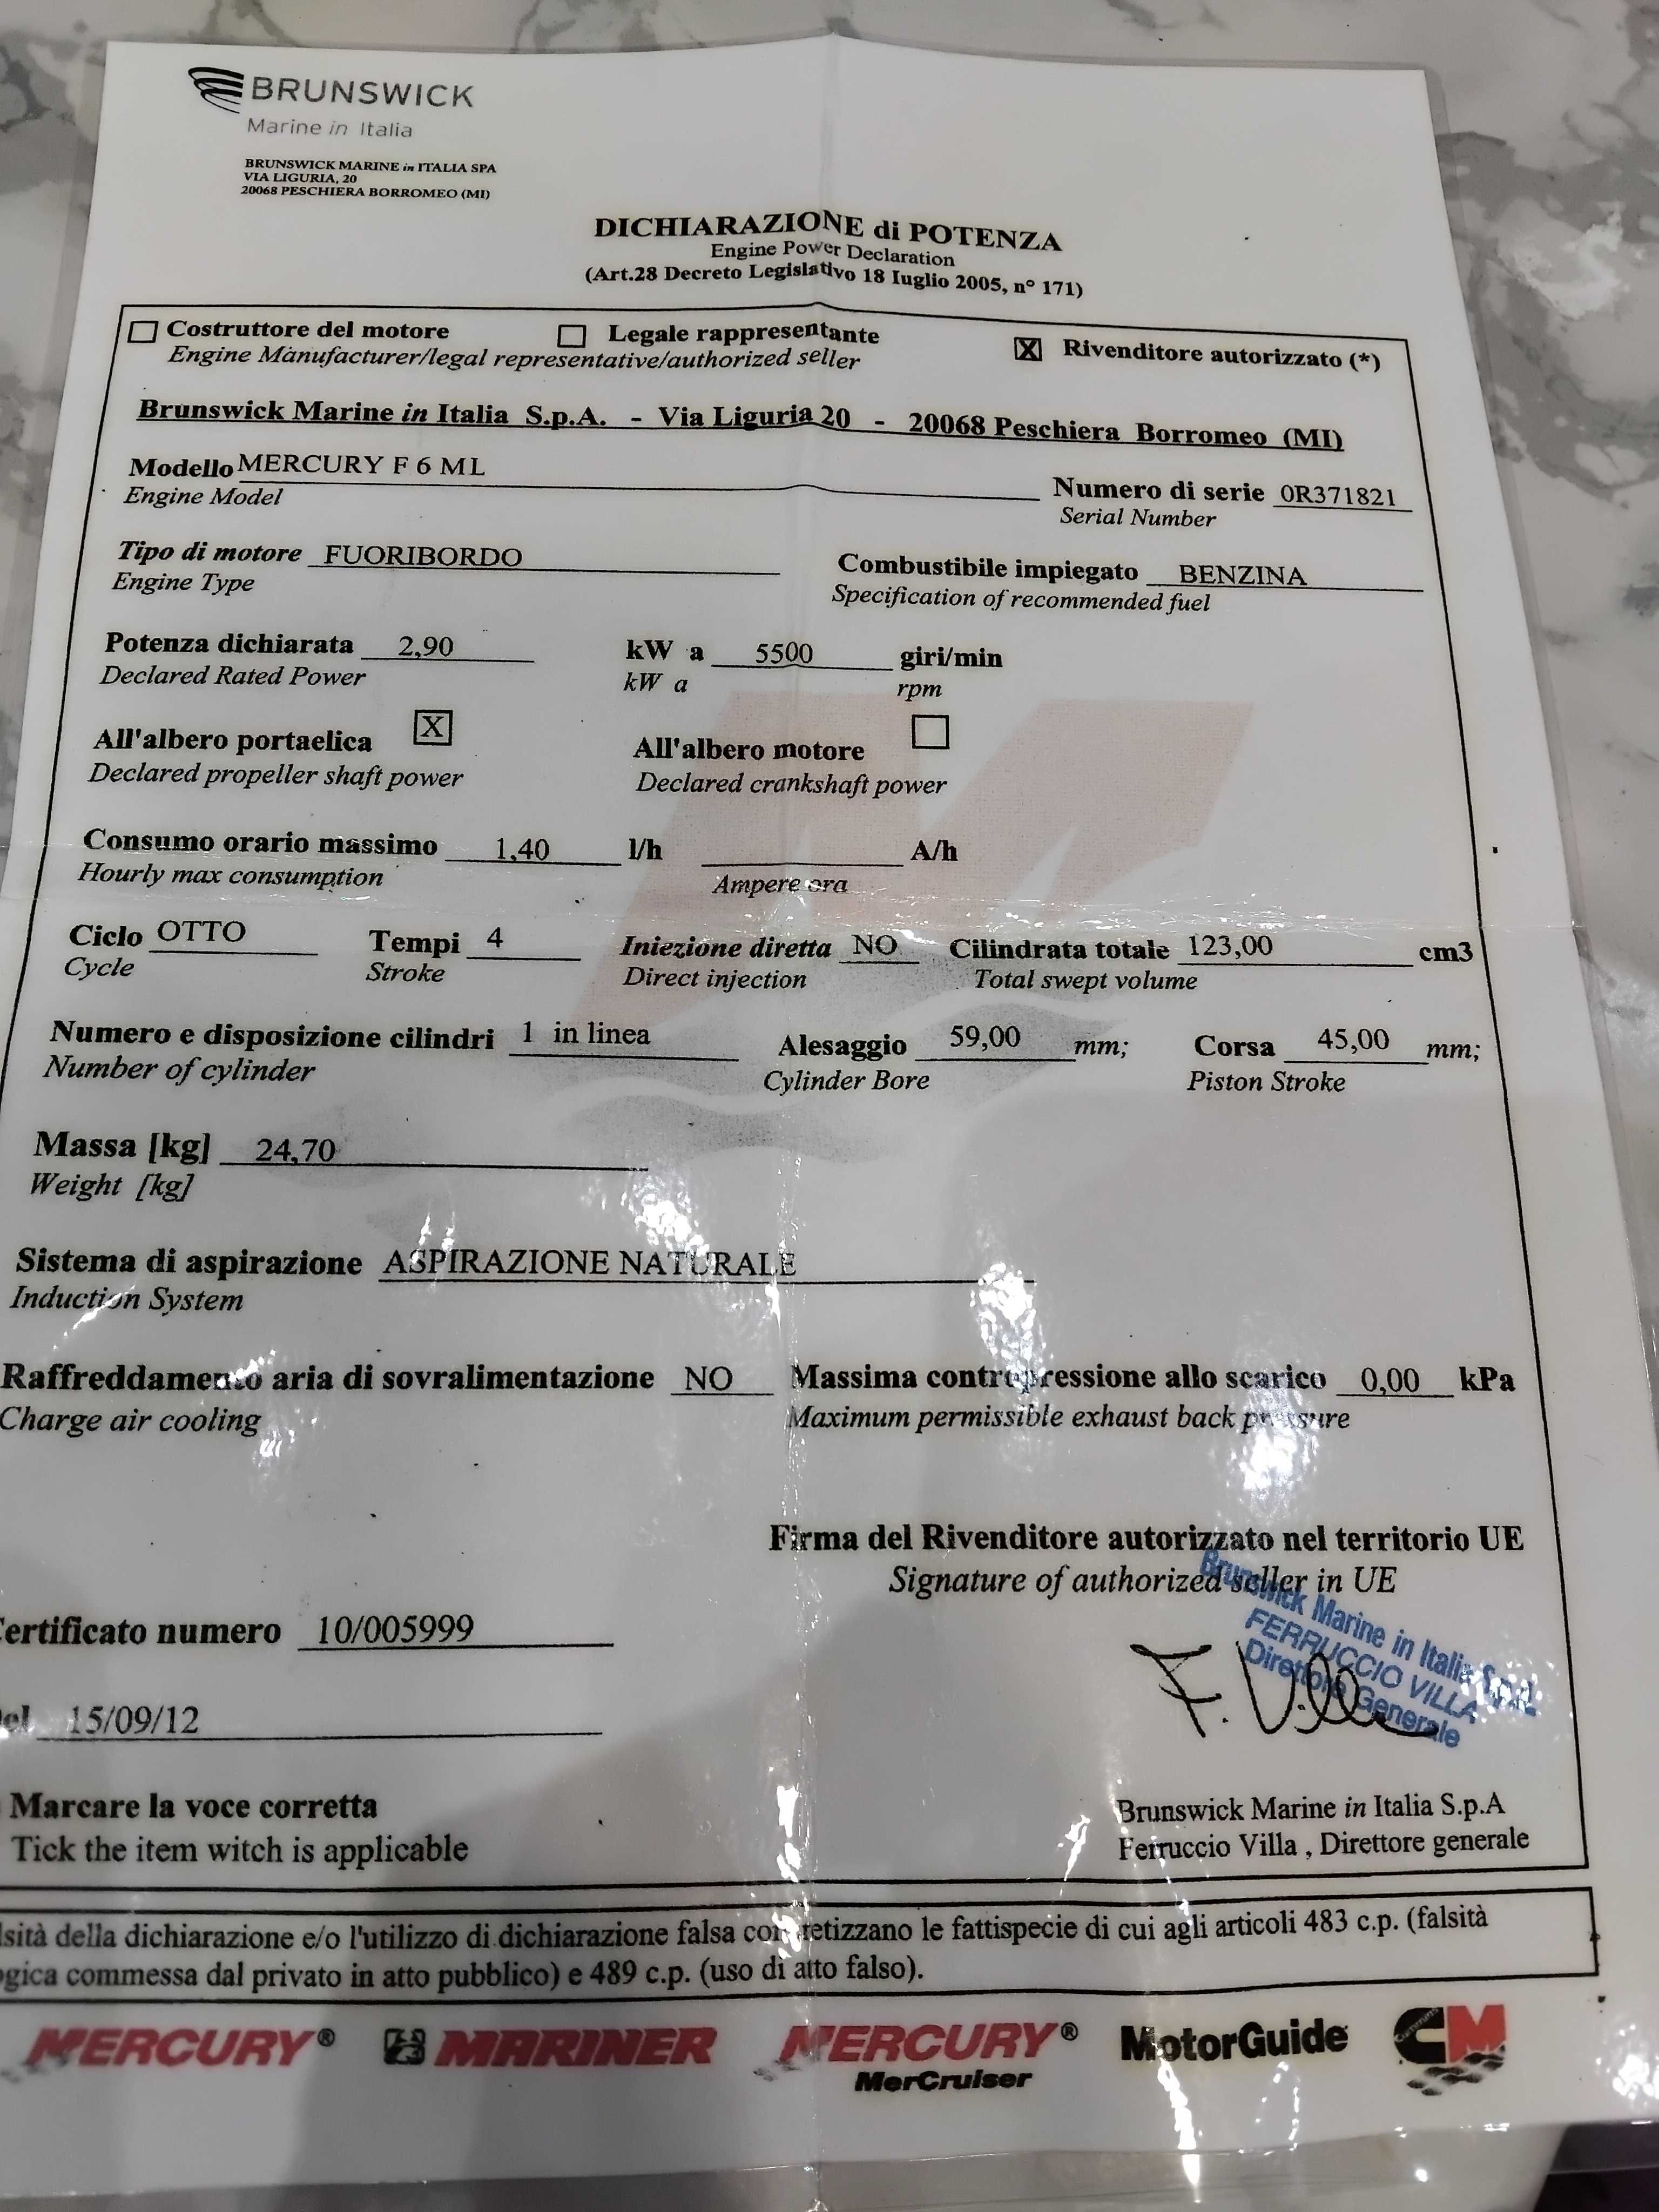 BRUNSWICK
Marine in Italia
BRUNSWICK MARINE in ITALIA SPA
VIA LIGURIA, 20
20068 PESCHIERA BORROMEO (MI)
DICHIARAZIONE di POTENZA
Engine Power Declaration
(Art.28 Decreto Legislativo 18 Iuglio 2005, n° 171)
Costruttore del motore Legale rappresentante X Rivenditore autorizzato (*)
Engine Manufacturer/legal representative/authorized seller
Brunswick Marine in Italia S.p.A. - Via Liguria 20 - 20068 Peschiera Borromeo (MI)
Modello MERCURY F 6 ML Numero di serie 0R371821
Engine Model Serial Number
Tipo di motore FUORIBORDO Combustibile impiegato BENZINA
Engine Type Specification of recommended fuel
Potenza dichiarata 2,90 kW a 5500 giri/min
Declared Rated Power kW a rpm
All'albero portaelica X All'albero motore
Declared propeller shaft power Declared crankshaft power
Consumo orario massimo 1,40 l/h A/h
Hourly max consumption Ampere ora
Ciclo OTTO Tempi 4 Iniezione diretta NO Cilindrata totale 123,00 cm3
Cycle Stroke Direct injection Total swept volume
Numero e disposizione cilindri 1 in linea Alesaggio 59,00 mm; Corsa 45,00 mm;
Number of cylinder Cylinder Bore Piston Stroke
Massa [kg] 24,70
Weight [kg]
Sistema di aspirazione ASPIRAZIONE NATURALE
Induction System
Raffreddamento aria di sovralimentazione NO Massima contropressione allo scarico 0,00 kPa
Charge air cooling Maximum permissible exhaust back pressure
Firma del Rivenditore autorizzato nel territorio UE
Signature of authorized seller in UE
Brunswick Marine in Italia S.p.A.
FERRUCCIO VILLA
Direttore Generale
F. Villa
ertificato numero 10/005999
el 15/09/12
Marcare la voce corretta
Tick the item witch is applicable
Brunswick Marine in Italia S.p.A
Ferruccio Villa , Direttore generale
lsità della dichiarazione e/o l'utilizzo di dichiarazione falsa concretizzano le fattispecie di cui agli articoli 483 c.p. (falsità
ogica commessa dal privato in atto pubblico) e 489 c.p. (uso di atto falso).
MERCURY® MARINER MERCURY® MotorGuide Cummins CM
MerCruiser